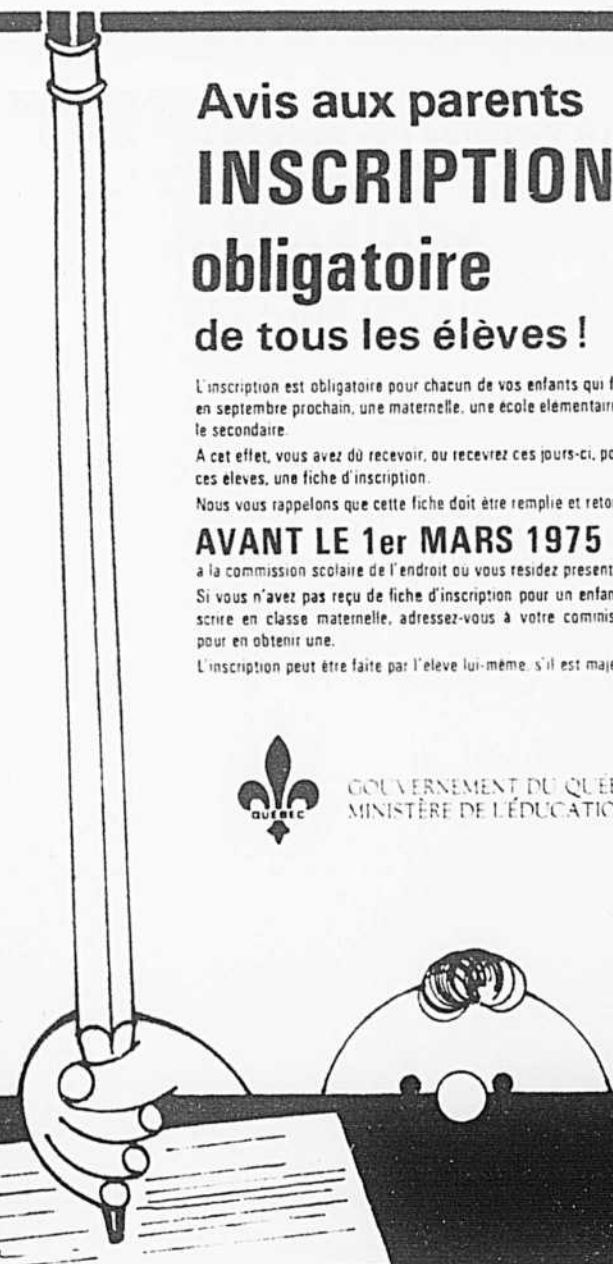 Avis aux parents
INSCRIPTION
obligatoire
de tous les élèves !
L'inscription est obligatoire pour chacun de vos enfants qui
en septembre prochain, une maternelle, une école élémentaire
le secondaire.
A cet effet, vous avez dû recevoir, ou recevrez ces jours-ci,
ces élèves, une fiche d'inscription.
Nous vous rappelons que cette fiche doit être remplie et
AVANT LE 1er MARS 1975
a la commission scolaire de l'endroit ou vous residez
Si vous n'avez pas reçu de fiche d'inscription pour un
scrire en classe maternelle, adressez-vous à votre
pour en obtenir une.
L'inscription peut être faite par l'eleve lui-même, s'il est
QUÉBEC
GOUVERNEMENT DU
MINISTÈRE DE